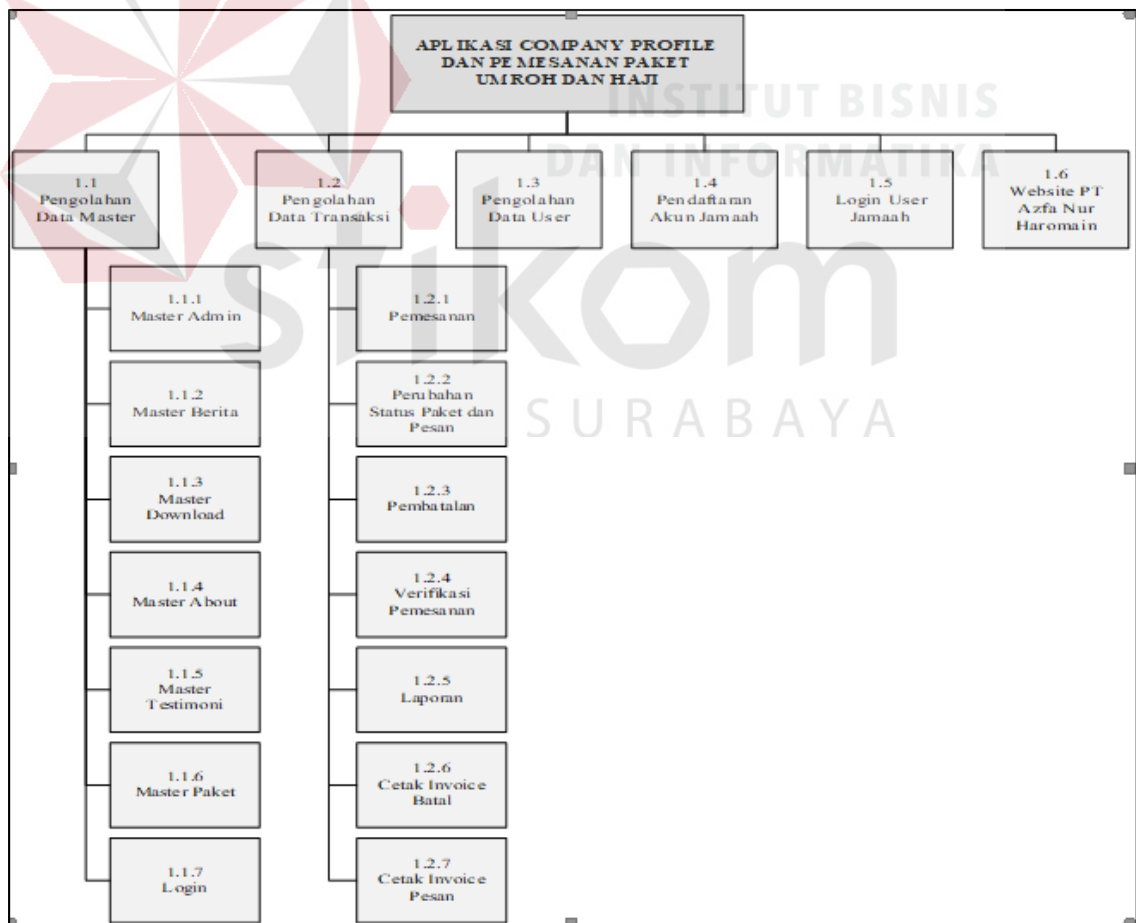 APLIKASI COMPANY PROFILE
DAN PEMESANAN PAKET
UMROH DAN HAJI
INSTITUT BISNIS
DAN INFORMATIKA
stikom
SURABAYA
1.1
Pengolahan
Data Master
1.2
Pengolahan
Data Transaksi
1.3
Pengolahan
Data User
1.4
Pendaftaran
Akun Jamaah
1.5
Login User
Jamaah
1.6
Website PT
Azfa Nur
Haromain
1.1.1
Master Admin
1.1.2
Master Berita
1.1.3
Master
Download
1.1.4
Master About
1.1.5
Master
Testimoni
1.1.6
Master Paket
1.1.7
Login
1.2.1
Pemesanan
1.2.2
Perubahan
Status Paket dan
Pesan
1.2.3
Pembatalan
1.2.4
Verifikasi
Pemesanan
1.2.5
Laporan
1.2.6
Cetak Invoice
Batal
1.2.7
Cetak Invoice
Pesan